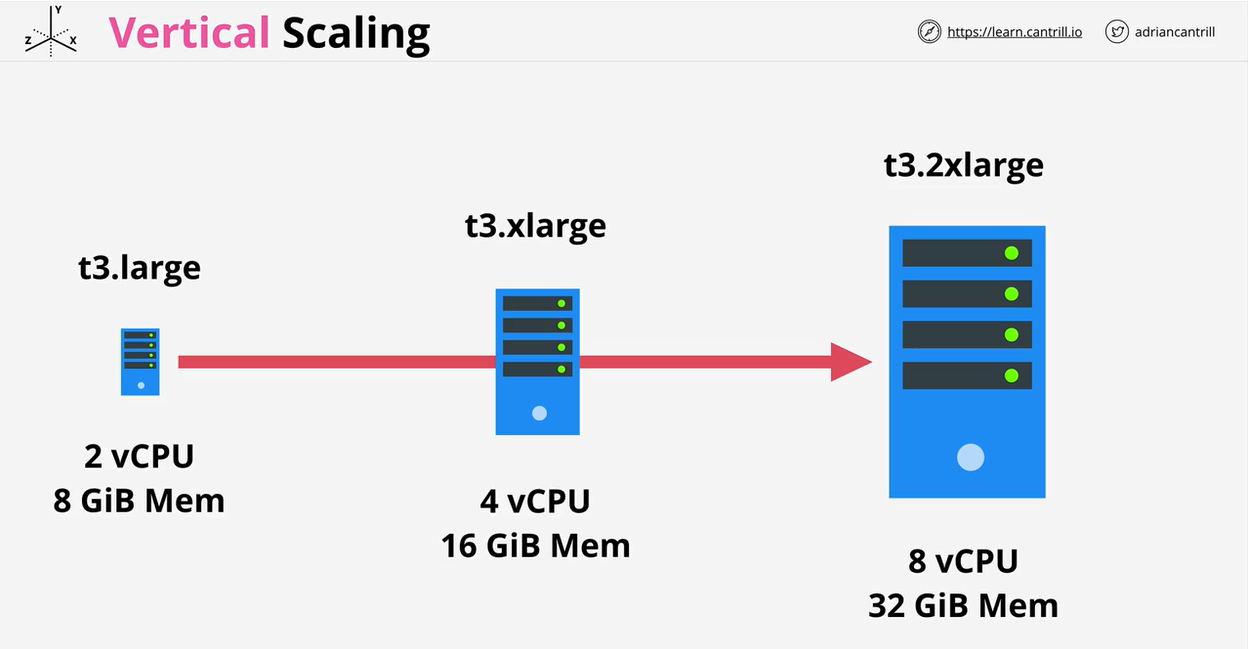 Y
Z
X
Vertical Scaling
https://learn.cantrill.io
adriancantrill
t3.large
2 vCPU
8 GiB Mem
t3.xlarge
4 vCPU
16 GiB Mem
t3.2xlarge
8 vCPU
32 GiB Mem